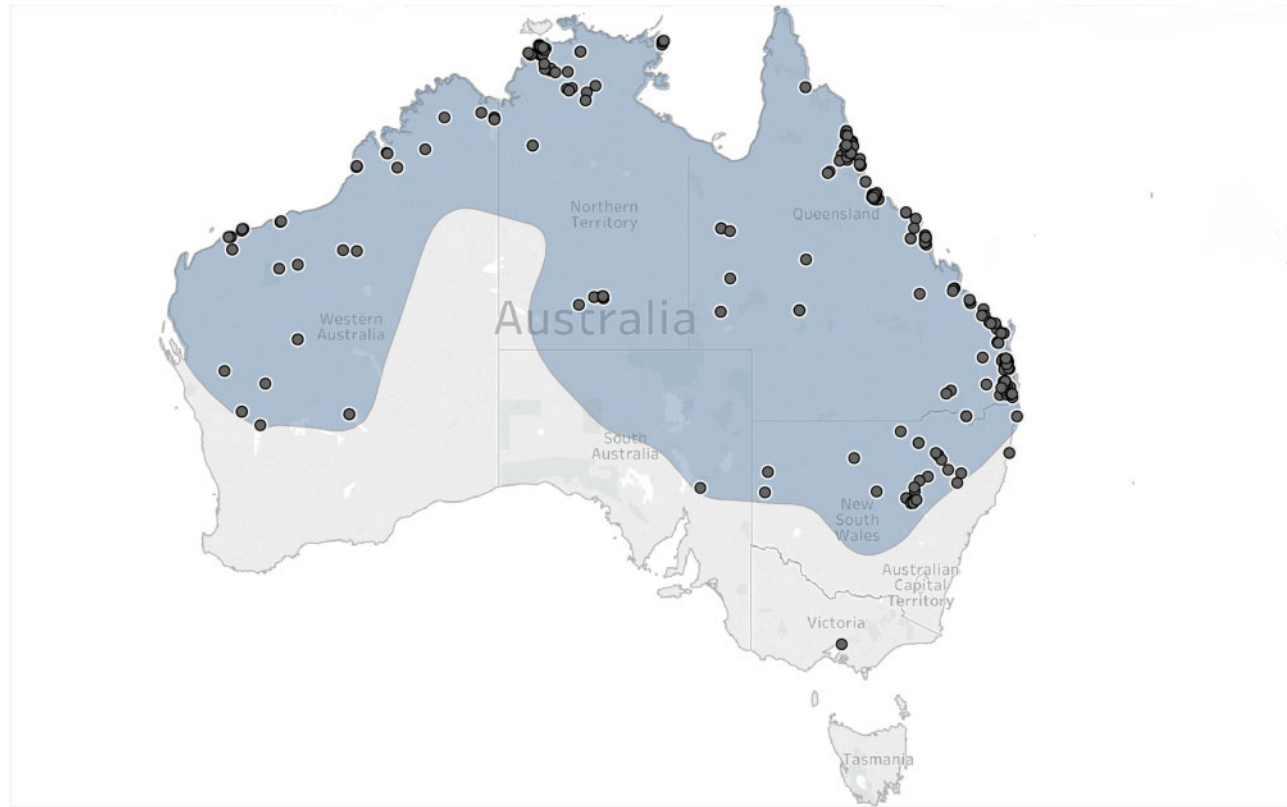 Northern
Territory
Queensland
Australia
Western
Australia
South
Australia
New
South
Wales
Australian
Capital
Territory
Victoria
Tasmania